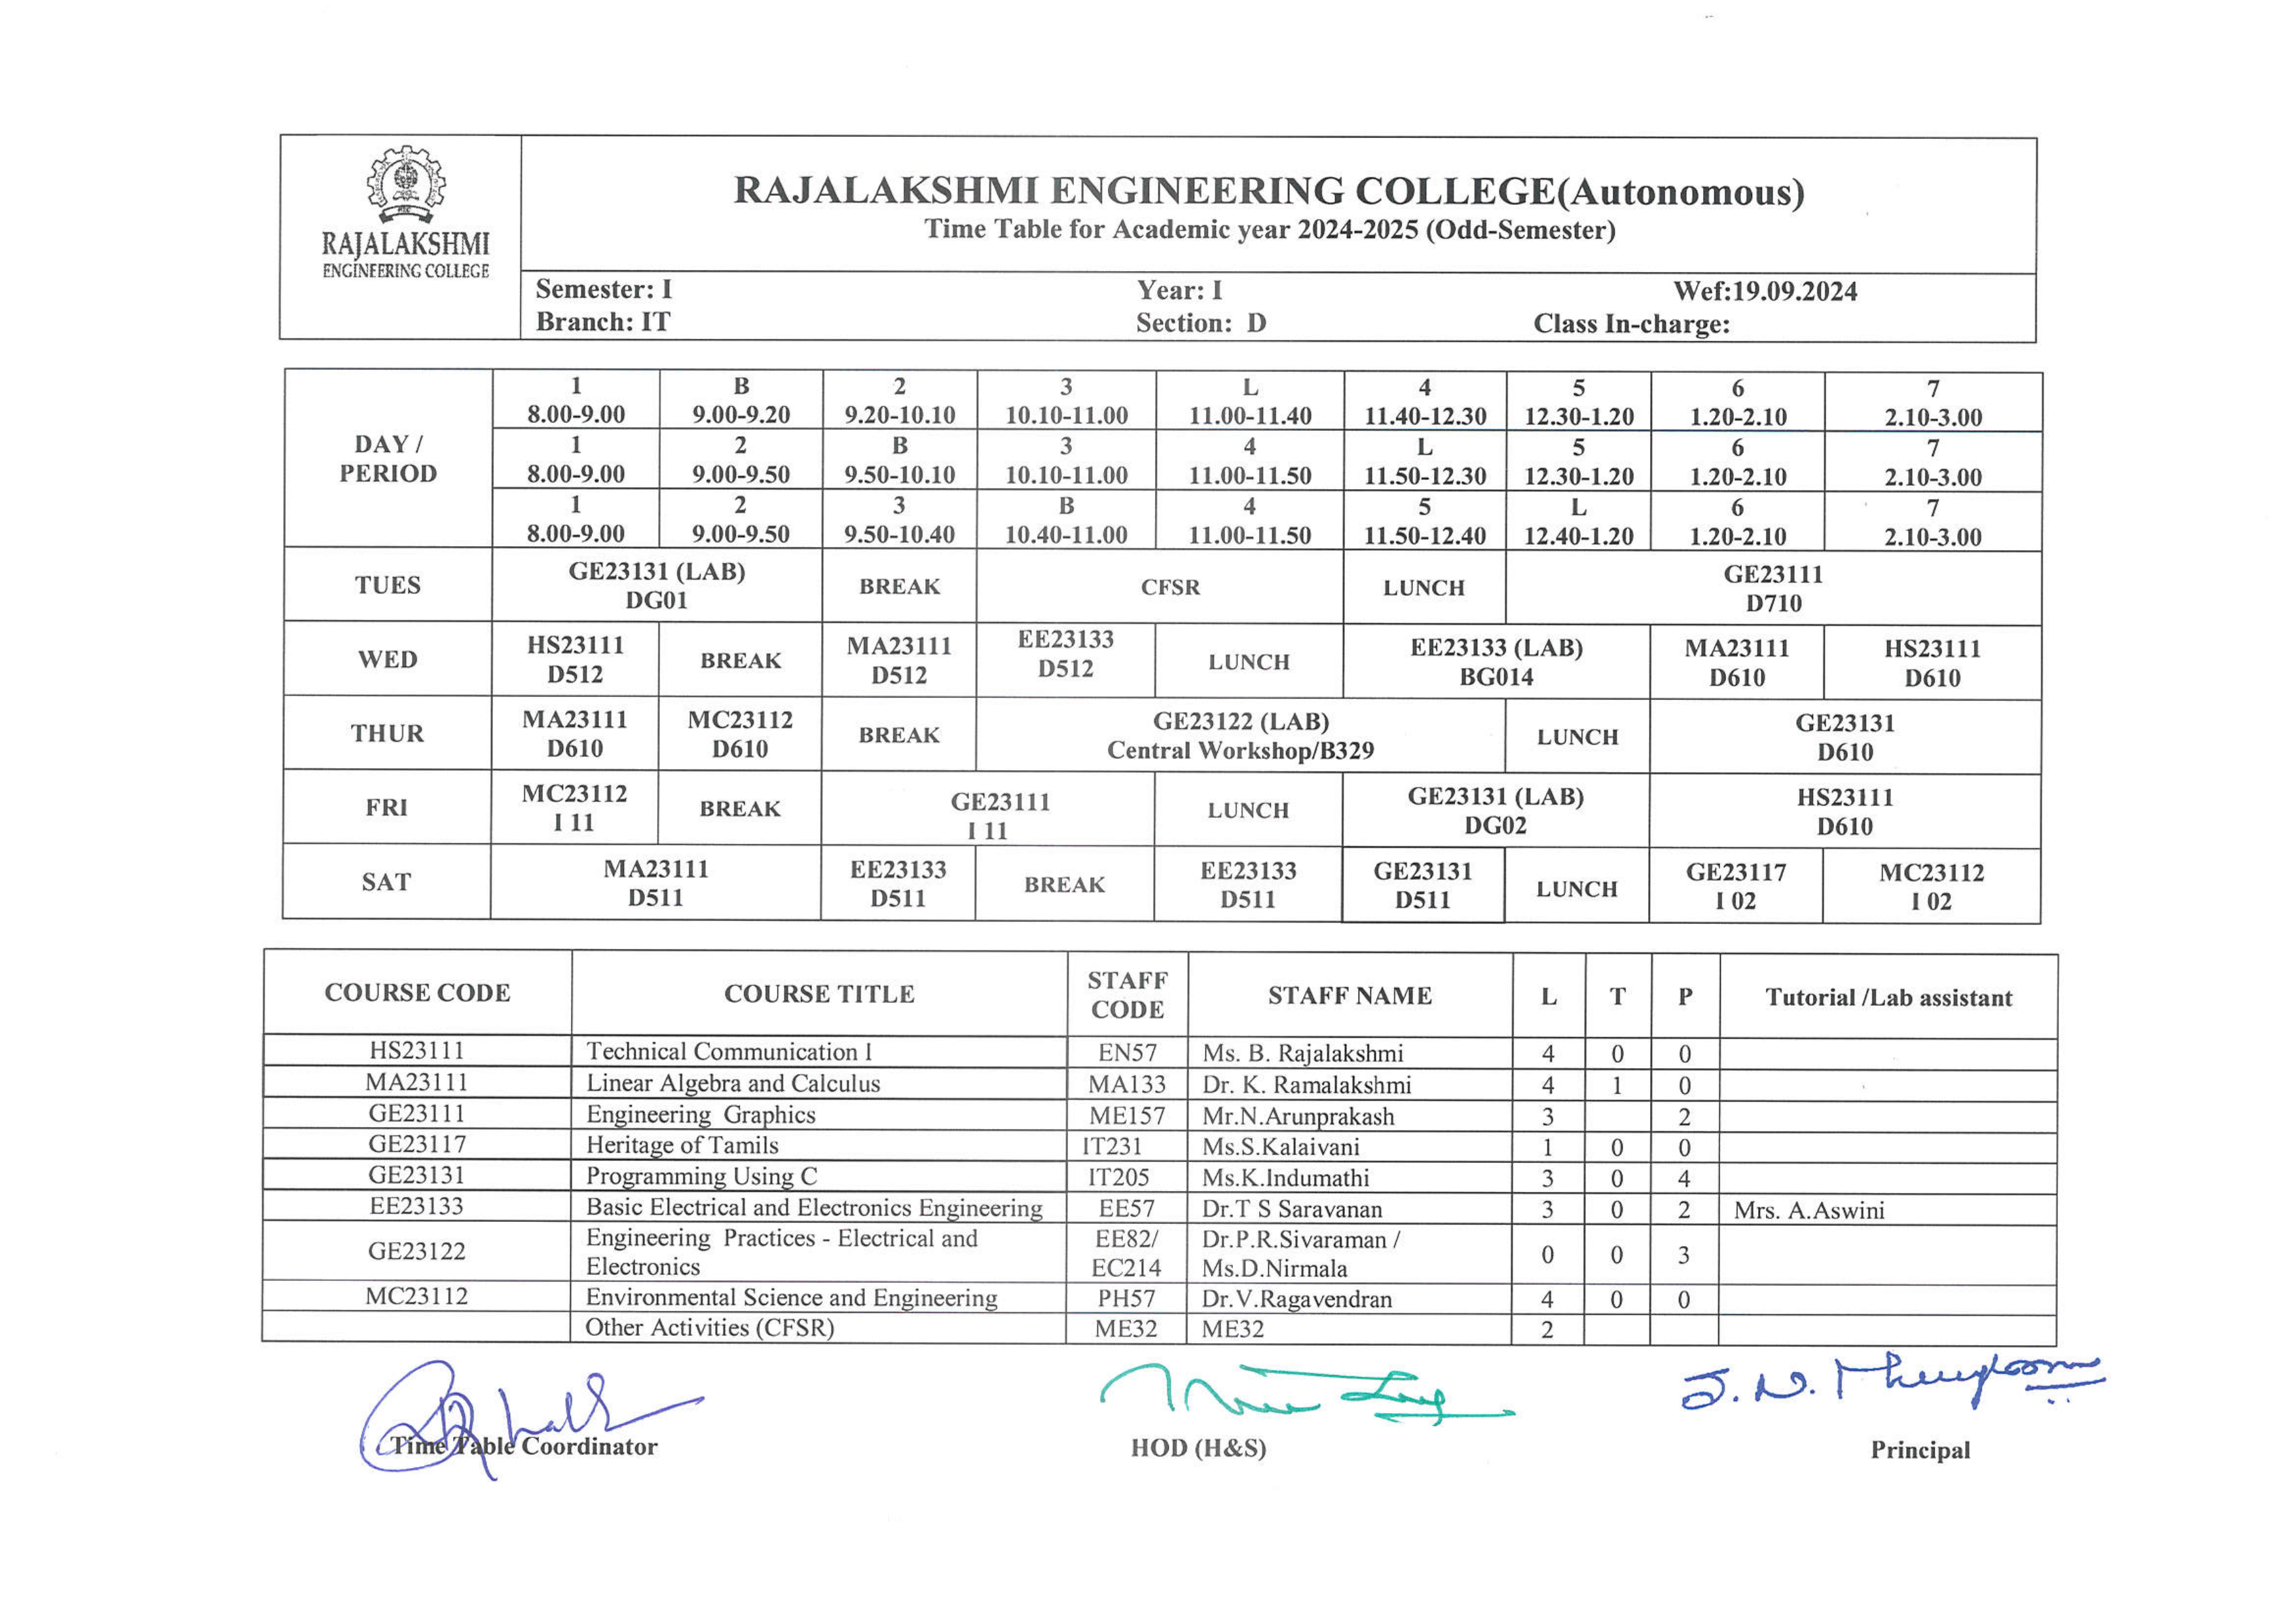 RAJALAKSHMI
ENGINEERING COLLEGE
RAJALAKSHMI ENGINEERING COLLEGE(Autonomous)
Time Table for Academic year 2024-2025 (Odd-Semester)
Semester: I Year: I Wef:19.09.2024
Branch: IT Section: D Class In-charge:
DAY / PERIOD
1 B 2 3 L 4 5 6 7
8.00-9.00 9.00-9.20 9.20-10.10 10.10-11.00 11.00-11.40 11.40-12.30 12.30-1.20 1.20-2.10 2.10-3.00
1 2 B 3 4 L 5 6 7
8.00-9.00 9.00-9.50 9.50-10.10 10.10-11.00 11.00-11.50 11.50-12.30 12.30-1.20 1.20-2.10 2.10-3.00
1 2 3 B 4 5 L 6 7
8.00-9.00 9.00-9.50 9.50-10.40 10.40-11.00 11.00-11.50 11.50-12.40 12.40-1.20 1.20-2.10 2.10-3.00
TUES GE23131 (LAB) BREAK CFSR LUNCH GE23111
DG01 D710
WED HS23111 BREAK MA23111 EE23133 LUNCH EE23133 (LAB) MA23111 HS23111
D512 D512 D512 BG014 D610 D610
THUR MA23111 MC23112 BREAK GE23122 (LAB) LUNCH GE23131
D610 D610 Central Workshop/B329 D610
FRI MC23112 BREAK GE23111 LUNCH GE23131 (LAB) HS23111
I 11 I 11 DG02 D610
SAT MA23111 EE23133 BREAK EE23133 GE23131 LUNCH GE23117 MC23112
D511 D511 D511 D511 I 02 I 02
COURSE CODE COURSE TITLE STAFF CODE STAFF NAME L T P Tutorial /Lab assistant
HS23111 Technical Communication I EN57 Ms. B. Rajalakshmi 4 0 0
MA23111 Linear Algebra and Calculus MA133 Dr. K. Ramalakshmi 4 1 0
GE23111 Engineering Graphics ME157 Mr.N.Arunprakash 3 2
GE23117 Heritage of Tamils IT231 Ms.S.Kalaivani 1 0 0
GE23131 Programming Using C IT205 Ms.K.Indumathi 3 0 4
EE23133 Basic Electrical and Electronics Engineering EE57 Dr.T S Saravanan 3 0 2 Mrs. A.Aswini
GE23122 Engineering Practices - Electrical and EE82/ Dr.P.R.Sivaraman / 0 0 3
Electronics EC214 Ms.D.Nirmala
MC23112 Environmental Science and Engineering PH57 Dr.V.Ragavendran 4 0 0
Other Activities (CFSR) ME32 ME32 2
Time Table Coordinator HOD (H&S) Principal